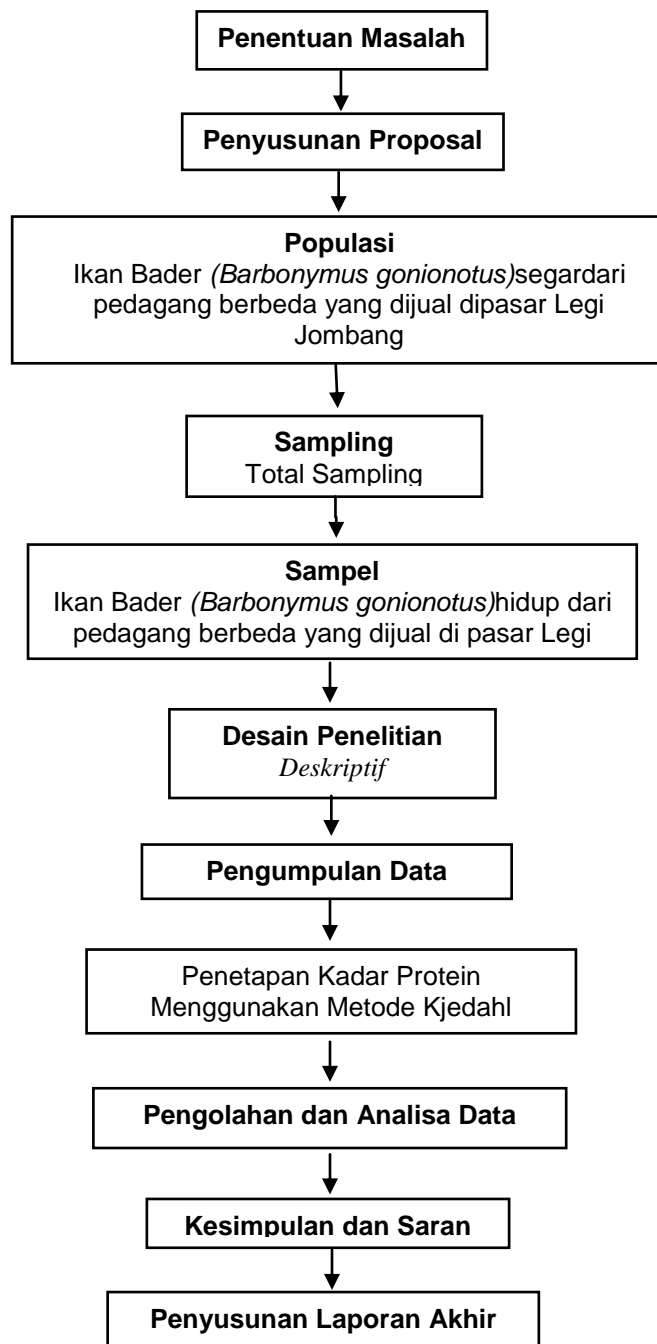 Penentuan Masalah
Penyusunan Proposal
Populasi
Ikan Bader (Barbonymus gonionotus)segardari
pedagang berbeda yang dijual dipasar Legi
Jombang
Sampling
Total Sampling
Sampel
Ikan Bader (Barbonymus gonionotus)hidup dari
pedagang berbeda yang dijual di pasar Legi
Desain Penelitian
Deskriptif
Pengumpulan Data
Penetapan Kadar Protein
Menggunakan Metode Kjedahl
Pengolahan dan Analisa Data
Kesimpulan dan Saran
Penyusunan Laporan Akhir